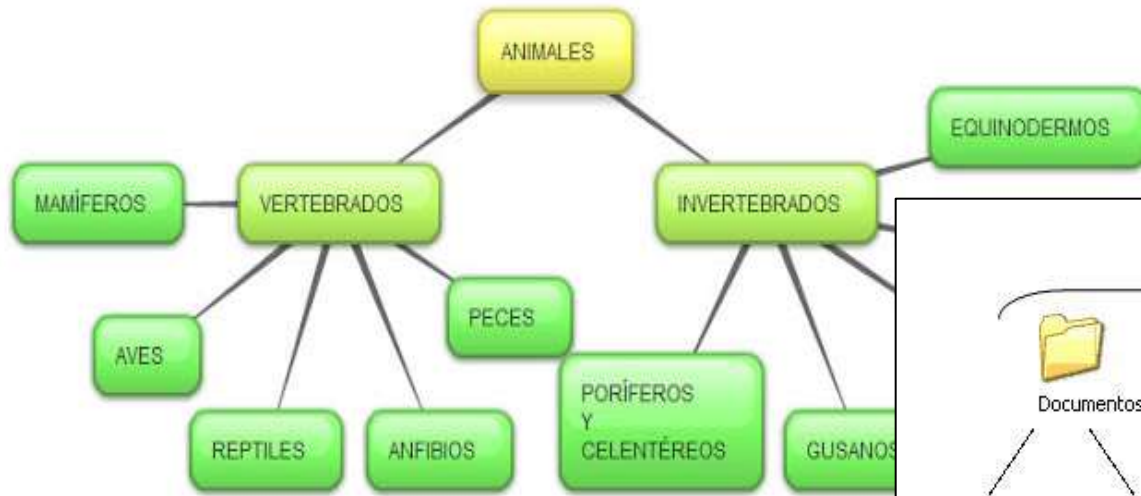 ANIMALES
EQUINODERMOS
MAMÍFEROS
VERTEBRADOS
INVERTEBRADOS
PECES
AVES
PORÍFEROS
Y
CELENTÉREOS
REPTILES
ANFIBIOS
GUSANOS
Documentos